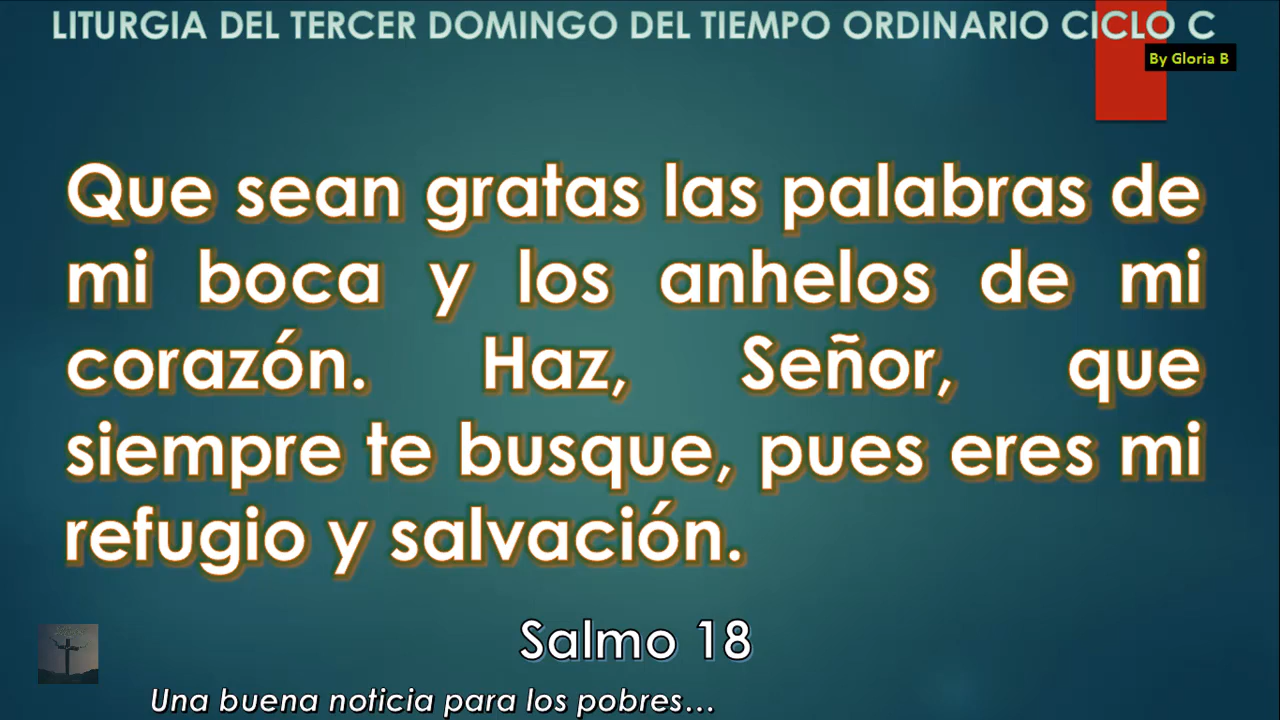 LITURGIA DEL TERCER DOMINGO DEL TIEMPO ORDINARIO CICLO C
By Gloria B
Que sean gratas las palabras de
mi boca y los anhelos de mi
corazón. Haz, Señor, que
siempre te busque, pues eres mi
refugio y salvación.
Salmo 18
Una buena noticia para los pobres...